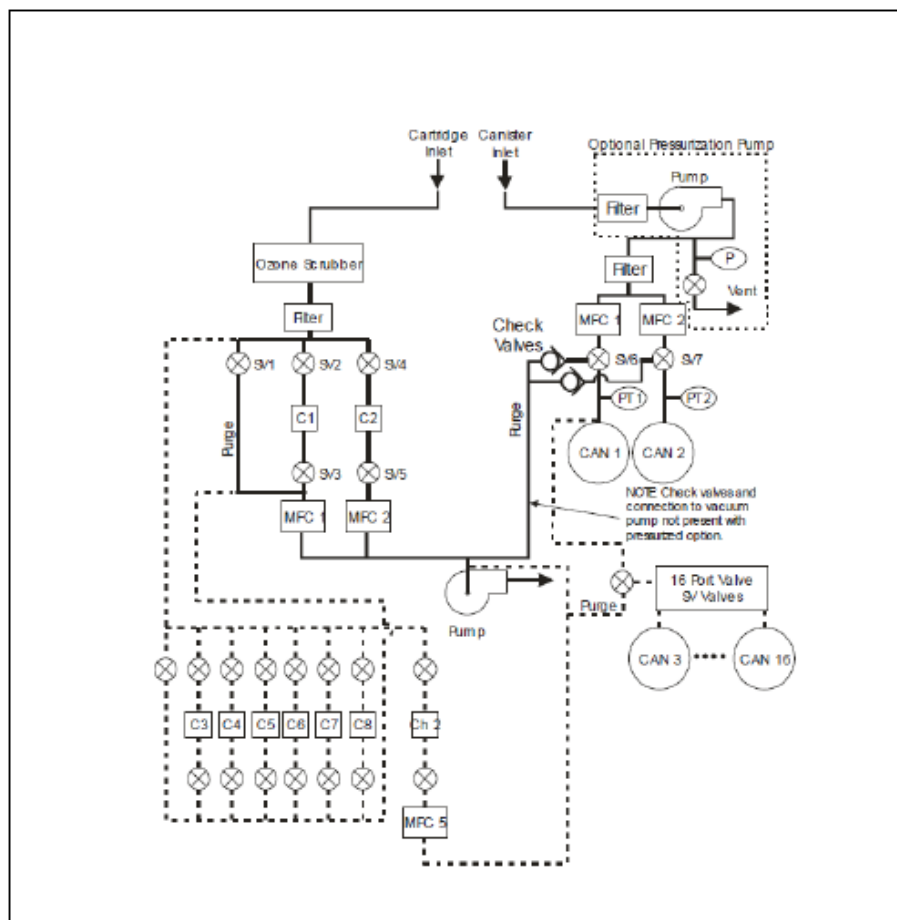 Cartridge
Inlet
Canister
Inlet
Optional Pressurization Pump
Pump
Filter
Ozone Scrubber
Filter
P
Vent
Filter
MFC 1
MFC 2
Check
Valves
SV1
SV2
SV4
SV6
SV7
C1
C2
PT1
PT2
Purge
Purge
CAN 1
CAN 2
SV3
SV5
MFC 1
MFC 2
NOTE Check valves and
connection to vacuum
pump not present with
pressurized option.
16 Port Valve
SV Valves
Purge
Pump
CAN 3
CAN 16
C3
C4
C5
C6
C7
C8
Ch 2
MFC 5